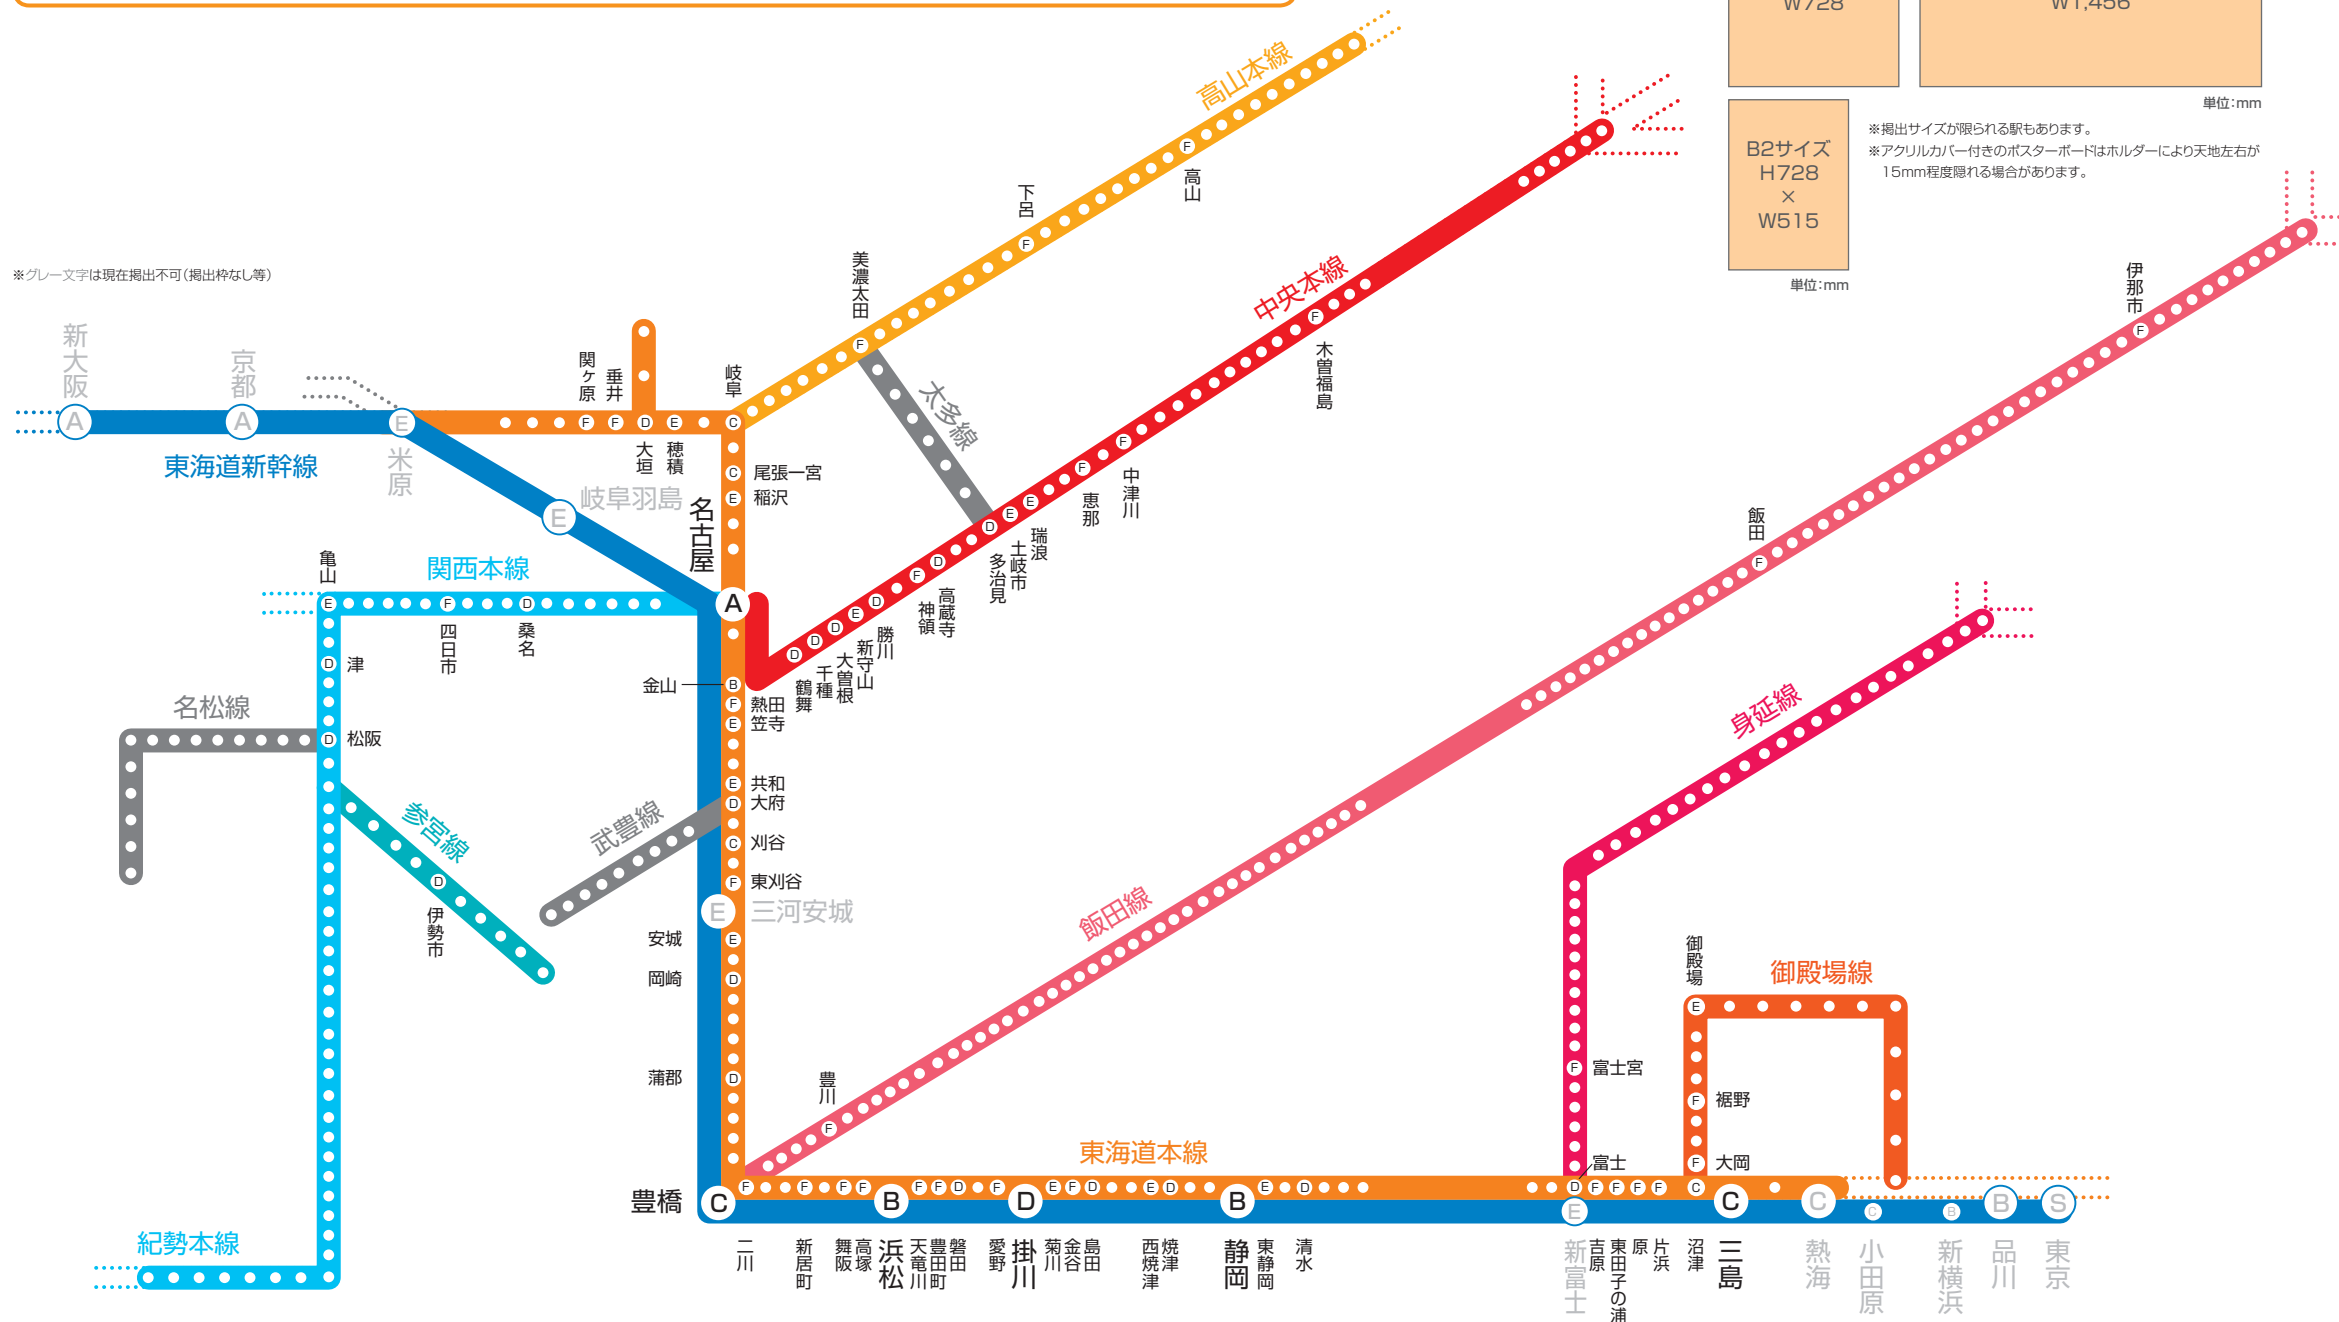 W728
W1,456
単位：mm
B2サイズ
H728
×
W515
単位：mm
※掲出サイズが限られる駅もあります。
※アクリルカバー付きのポスターボードはホルダーにより天地左右が
15mm程度隠れる場合があります。
※グレー文字は現在掲出不可（掲出枠なし等）
高山本線
F
高山
下呂
F
美濃太田
F
中央本線
F
木曽福島
伊那市
F
新大阪
A
京都
A
東海道新幹線
E
米原
関ヶ原
垂井
F
F
D
E
大垣
穂積
岐阜
C
太多線
C
尾張一宮
E
稲沢
岐阜羽島
E
名古屋
A
F
中津川
F
恵那
E
瑞浪
E
土岐市
D
多治見
D
高蔵寺
F
神領
D
勝川
E
新守山
D
大曽根
D
千種
D
鶴舞
飯田
F
亀山
関西本線
E
F
D
四日市
桑名
D
津
名松線
D
松阪
金山
B
F
熱田
E
笠寺
E
共和
D
大府
武豊線
C
刈谷
F
東刈谷
E
三河安城
安城
E
岡崎
D
蒲郡
D
参宮線
D
伊勢市
飯田線
身延線
F
富士宮
御殿場
御殿場線
E
F
裾野
F
大岡
富士
豊川
F
東海道本線
豊橋
C
F
F
F
F
B
F
F
D
F
D
E
F
D
E
D
B
E
D
D
F
F
F
F
C
C
C
E
C
B
B
S
二川
新居町
舞阪
高塚
浜松
天竜川
豊田町
磐田
愛野
掛川
菊川
金谷
島田
西焼津
焼津
静岡
東静岡
清水
新富士
吉原
東田子の浦
原
片浜
沼津
三島
熱海
小田原
新横浜
品川
東京
紀勢本線